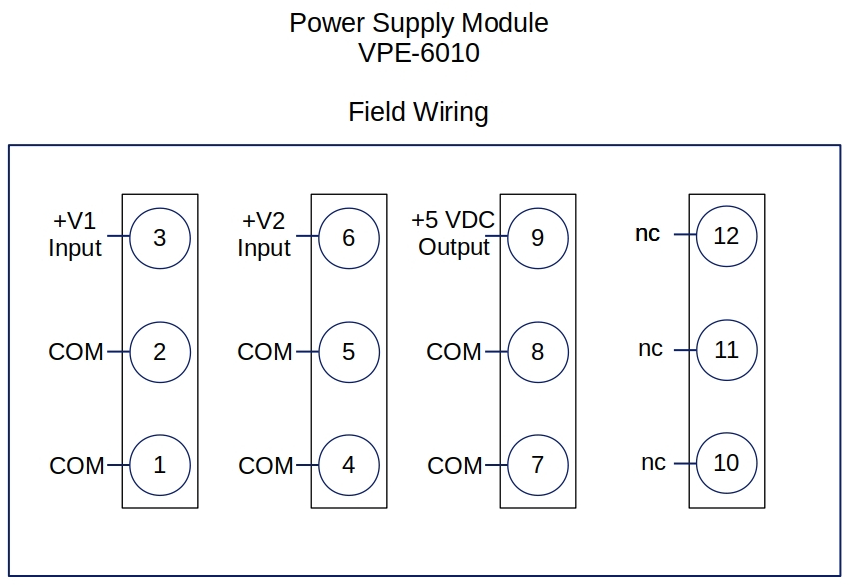 Power Supply Module
VPE-6010
Field Wiring
+V1
Input
3
+V2
Input
6
+5 VDC
Output
9
nc
12
COM
2
COM
5
COM
8
nc
11
COM
1
COM
4
COM
7
nc
10